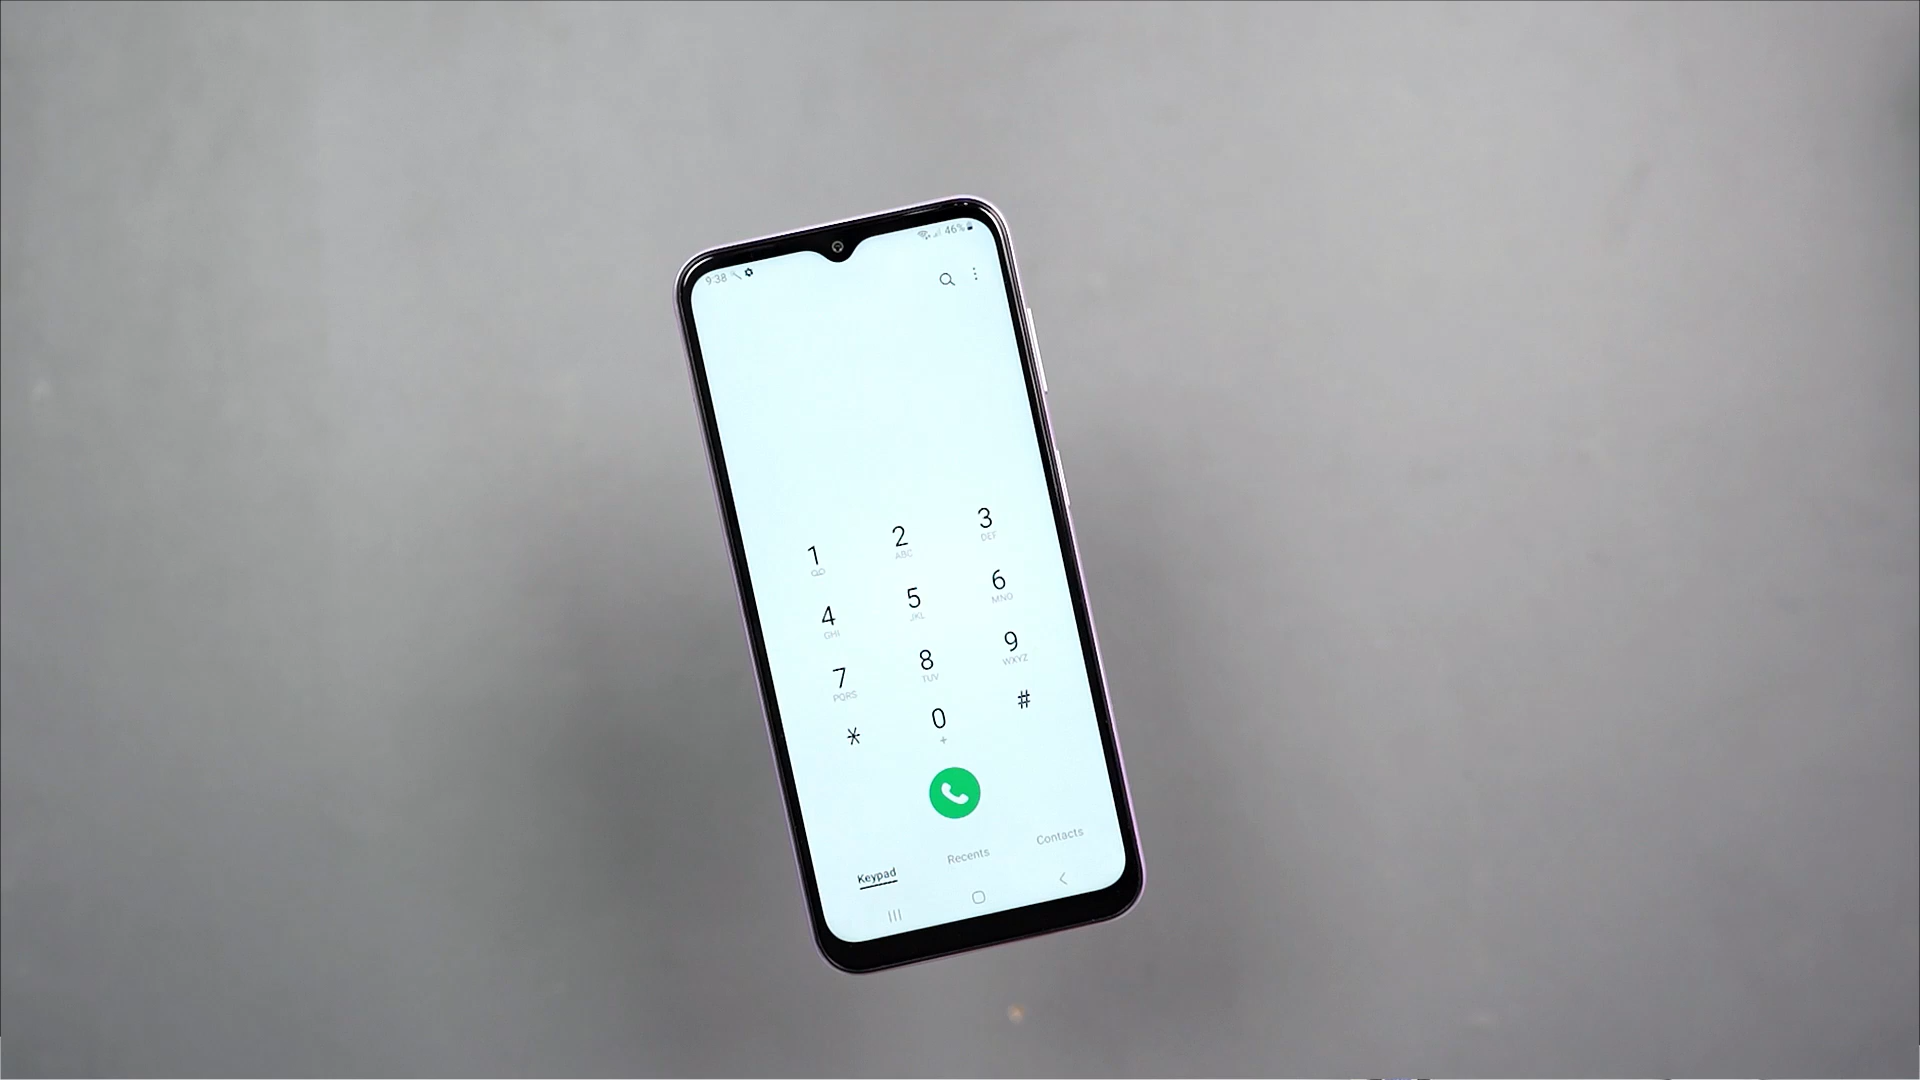 9:38
46%
1 2 3
ABC DEF
4 5 6
GHI JKL MNO
7 8 9
PQRS TUV WXYZ
* 0 #
+
Keypad Recents Contacts